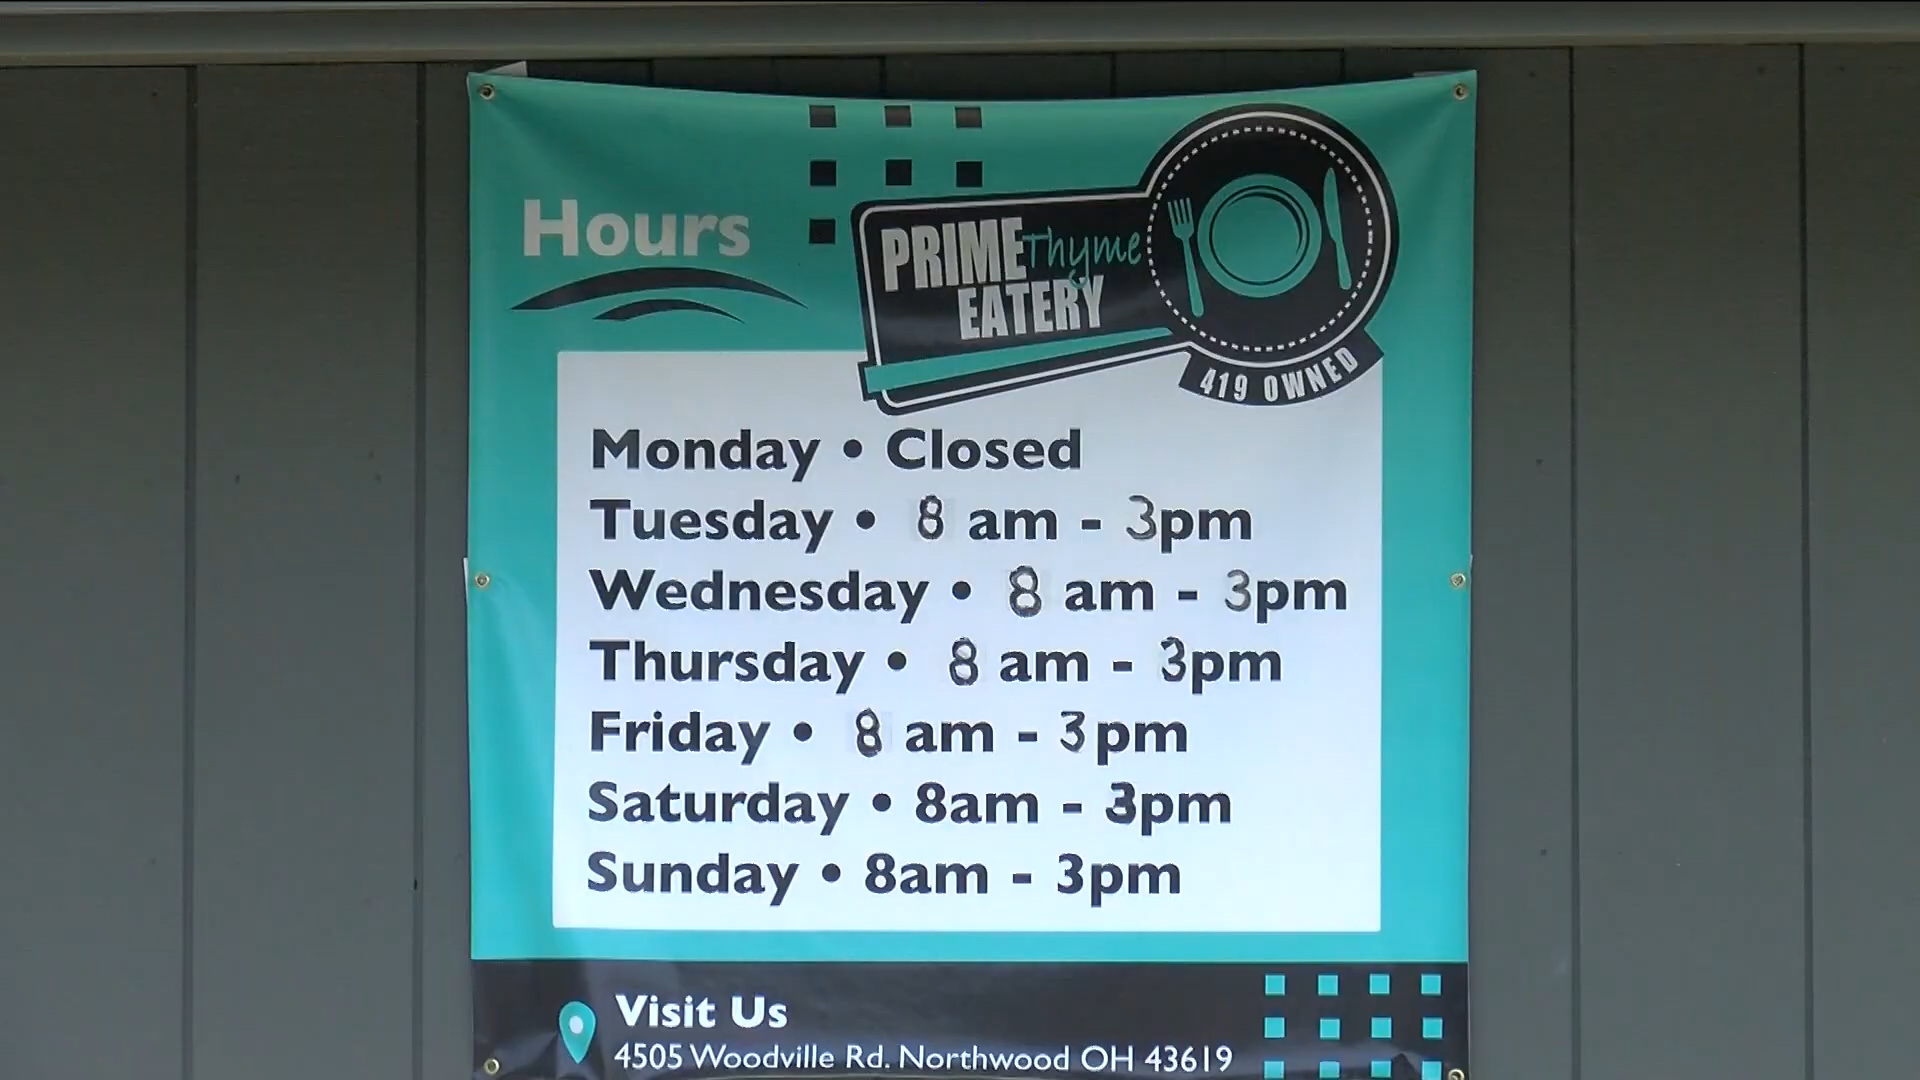 Hours
PRIME Thyme
EATERY
419 OWNED
Monday • Closed
Tuesday • 8 am - 3pm
Wednesday • 8 am - 3pm
Thursday • 8 am - 3pm
Friday • 8 am - 3pm
Saturday • 8am - 3pm
Sunday • 8am - 3pm
Visit Us
4505 Woodville Rd. Northwood OH 43619